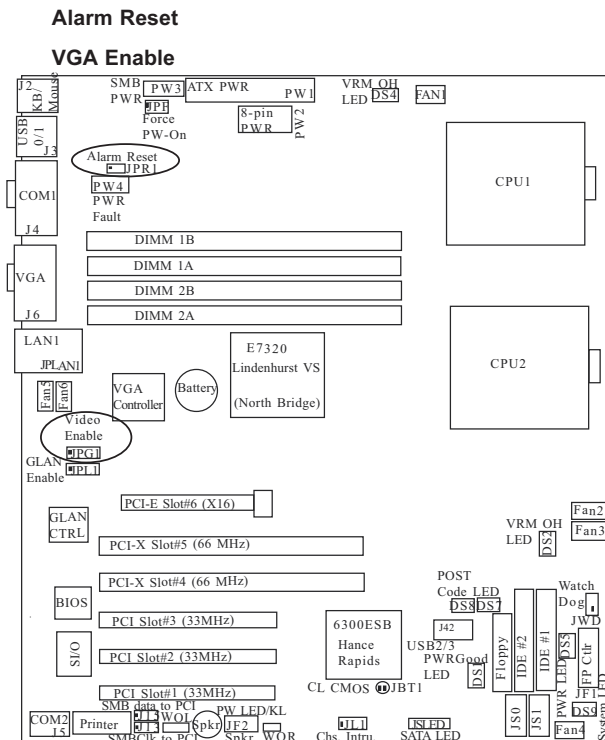 Alarm Reset
VGA Enable
J2
KB/
Mouse
SMB
PWR
PW3
ATX PWR
PW1
VRM OH
LED
DS4
FAN1
JPF
Force
PW-On
8-pin
PWR
PW2
USB
0/1
J3
Alarm Reset
JPR1
PW4
PWR
Fault
COM1
J4
CPU1
DIMM 1B
DIMM 1A
DIMM 2B
DIMM 2A
VGA
J6
LAN1
JPLAN1
E7320
Lindenhurst VS
(North Bridge)
CPU2
Fan5
Fan6
VGA
Controller
Battery
Video
Enable
JPG1
GLAN
Enable
JPL1
PCI-E Slot#6 (X16)
GLAN
CTRL
Fan2
Fan3
VRM OH
LED
DS2
PCI-X Slot#5 (66 MHz)
PCI-X Slot#4 (66 MHz)
POST
Code LED
DS8
DS7
Watch
Dog
JWD
BIOS
PCI Slot#3 (33MHz)
6300ESB
Hance
Rapids
J42
USB2/3
PWRGood
LED
DS1
Floppy
IDE #2
IDE #1
PWR LED
DS5
FP Ctlr
JF1
SI/O
PCI Slot#2 (33MHz)
PCI Slot#1 (33MHz)
CL CMOS
JBT1
SMB data to PCI
WOL
PW LED/KL
COM2
J5
Printer
Spkr
JF2
JL1
JSLED
JS0
JS1
DS9
Fan4
System LED
SMBClk to PCI
Spkr
WOR
Chs Intru.
SATA LED